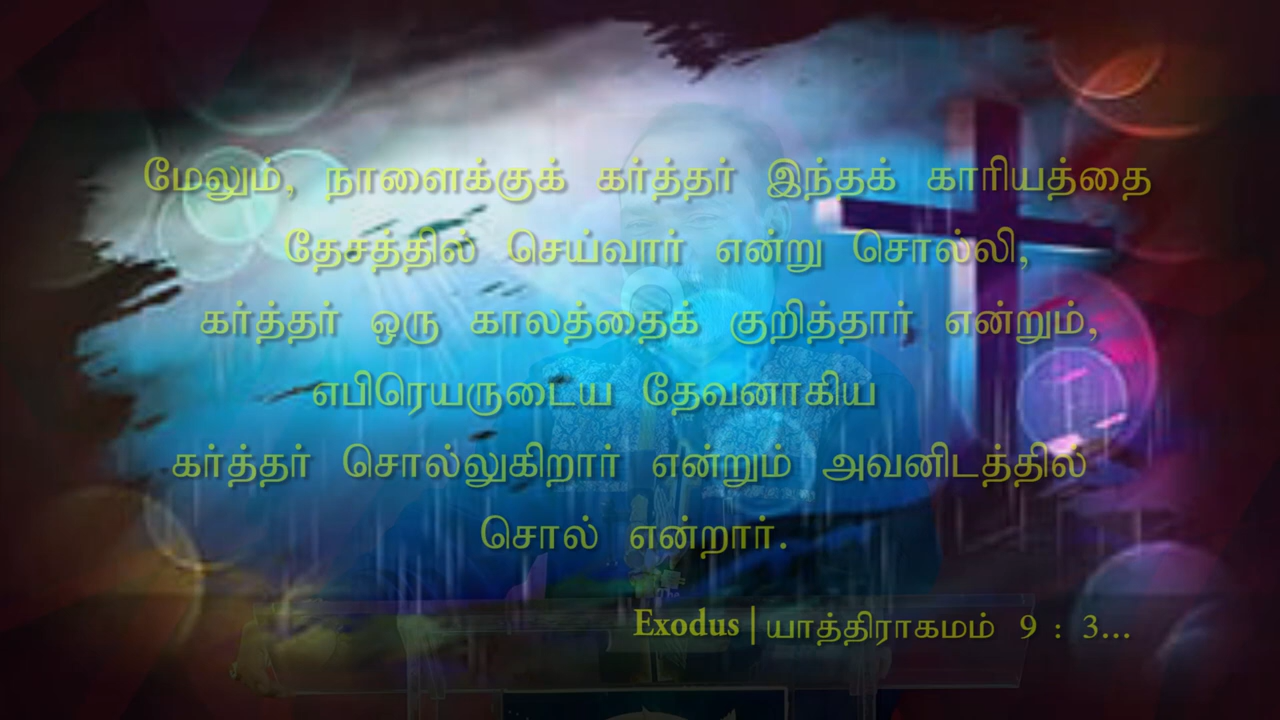 மேலும், நாளைக்குக் கர்த்தர் இந்தக் காரியத்தை
தேசத்தில் செய்வார் என்று சொல்லி,
கர்த்தர் ஒரு காலத்தைக் குறித்தார் என்றும்,
எபிரெயருடைய தேவனாகிய
கர்த்தர் சொல்லுகிறார் என்றும் அவனிடத்தில்
சொல் என்றார்.
Exodus | யாத்திராகமம் 9 : 3...